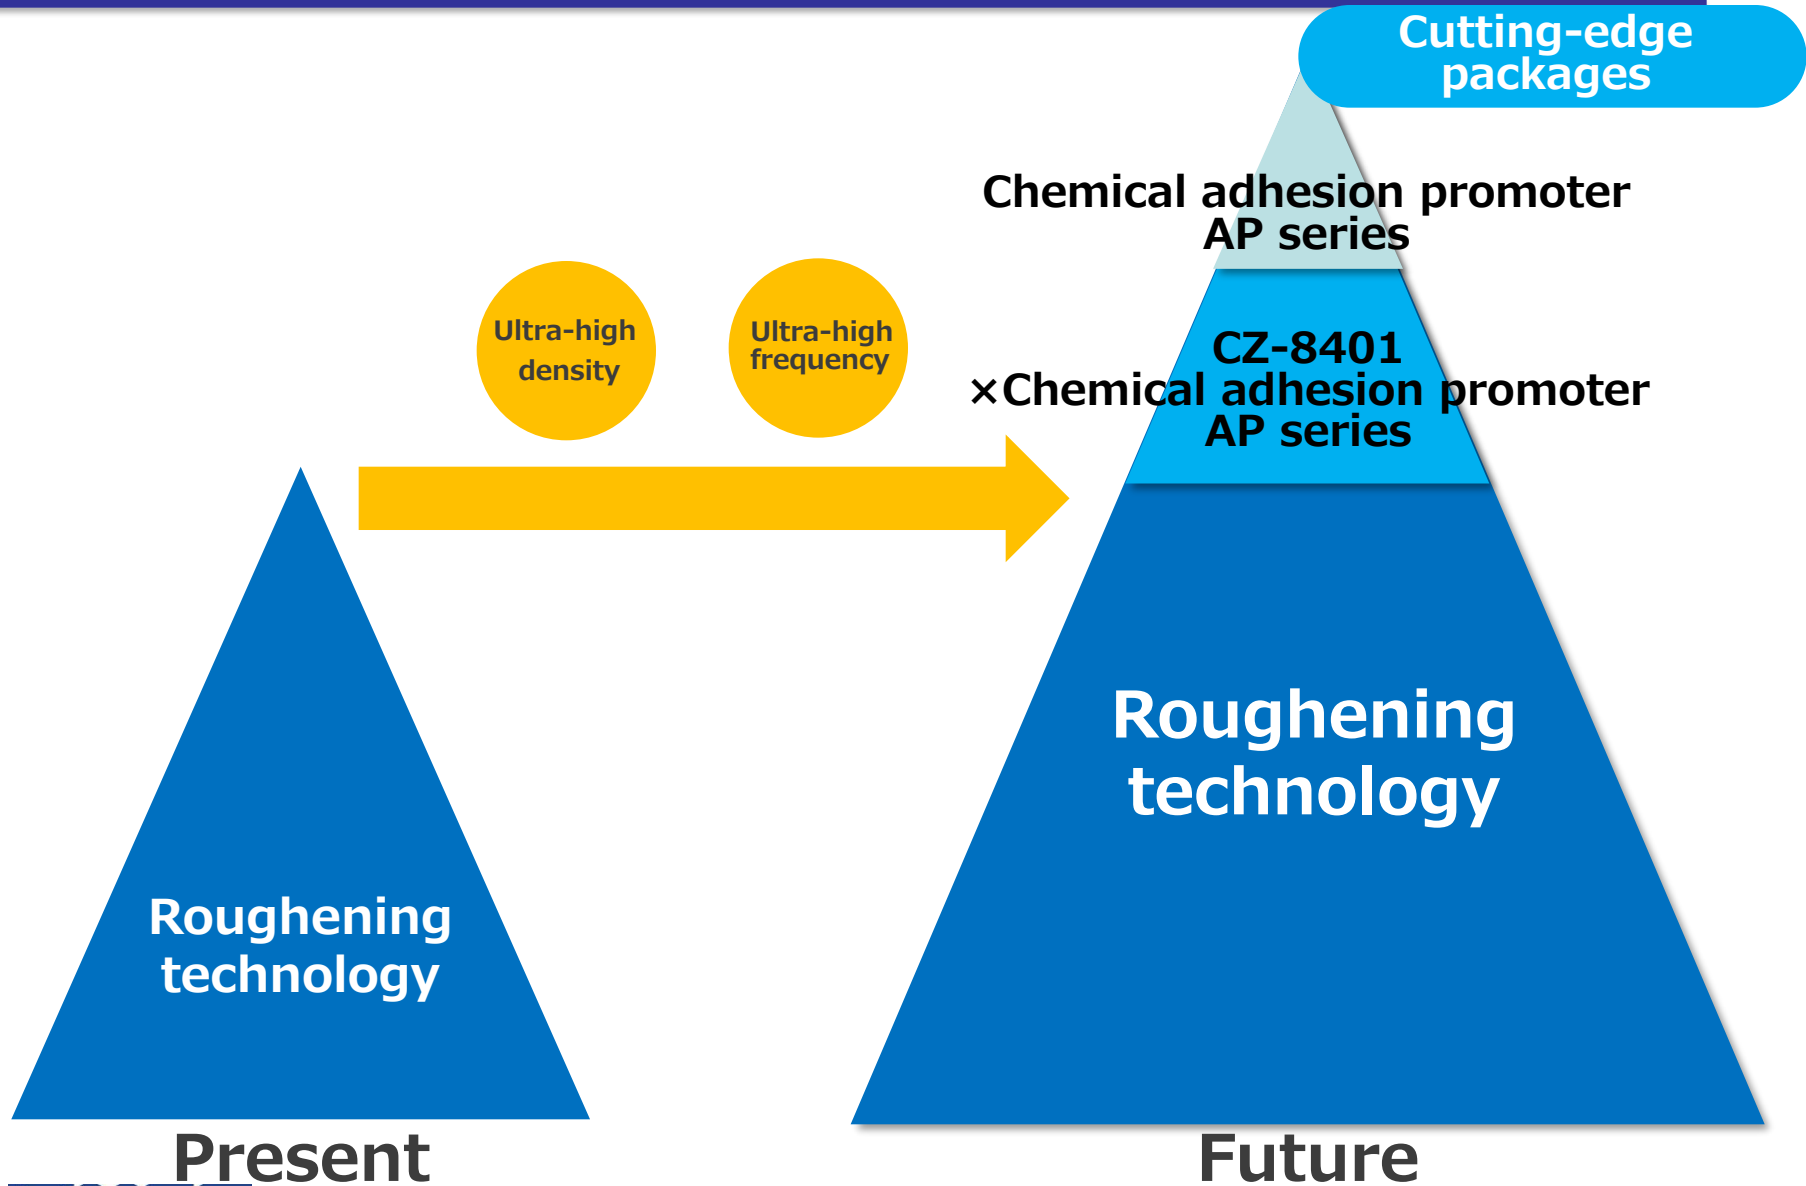 Cutting-edge
packages
Chemical adhesion promoter
AP series
Ultra-high
density
Ultra-high
frequency
CZ-8401
×Chemical adhesion promoter
AP series
Roughening
technology
Roughening
technology
Present
Future